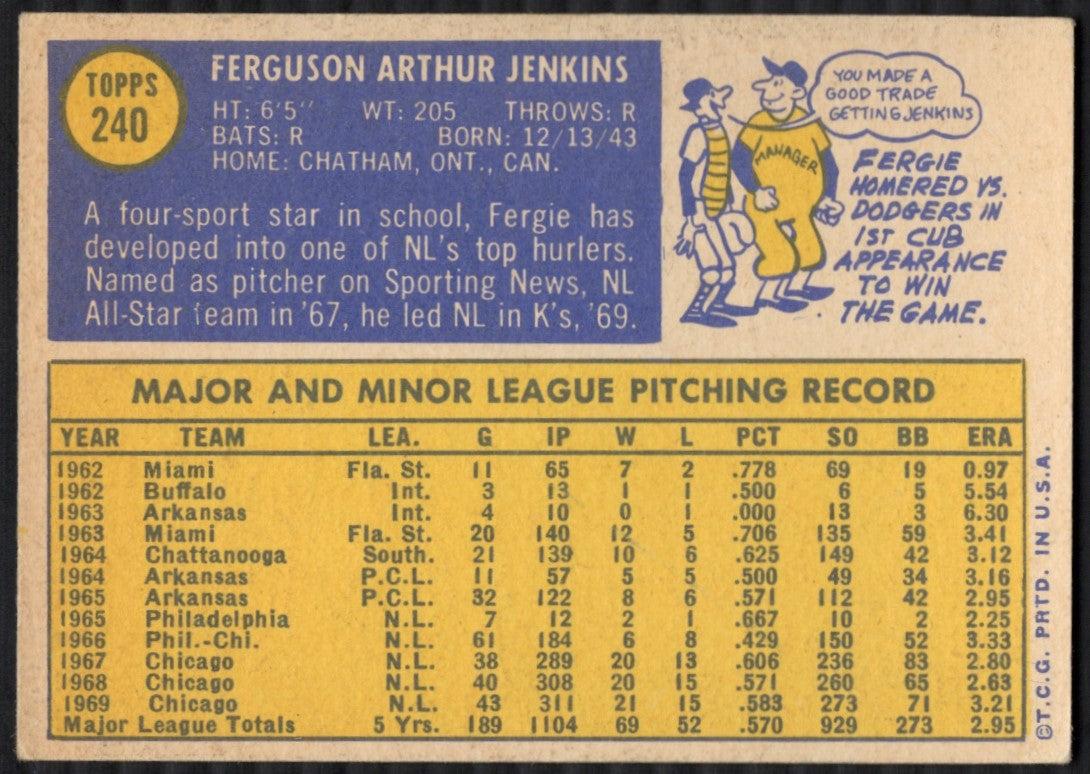 TOPPS
240
FERGUSON ARTHUR JENKINS
HT: 6'5" WT: 205 THROWS: R
BATS: R BORN: 12/13/43
HOME: CHATHAM, ONT., CAN.
A four-sport star in school, Fergie has
developed into one of NL's top hurlers.
Named as pitcher on Sporting News, NL
All-Star team in '67, he led NL in K's, '69.
YOU MADE A
GOOD TRADE
GETTING JENKINS
MANAGER
FERGIE
HOMERED VS.
DODGERS IN
1ST CUB
APPEARANCE
TO WIN
THE GAME.
MAJOR AND MINOR LEAGUE PITCHING RECORD
YEAR TEAM LEA. G IP W L PCT SO BB ERA
1962 Miami Fla. St. 11 65 7 2 .778 69 19 0.97
1962 Buffalo Int. 3 13 1 1 .500 6 5 5.54
1963 Arkansas Int. 4 10 0 1 .000 13 3 6.30
1963 Miami Fla. St. 20 140 12 5 .706 135 59 3.41
1964 Chattanooga South. 21 139 10 6 .625 149 42 3.12
1964 Arkansas P.C.L. 11 57 5 5 .500 49 34 3.16
1965 Arkansas P.C.L. 32 122 8 6 .571 112 42 2.95
1965 Philadelphia N.L. 7 12 2 1 .667 10 2 2.25
1966 Phil.-Chi. N.L. 61 184 6 8 .429 150 52 3.33
1967 Chicago N.L. 38 289 20 13 .606 236 83 2.80
1968 Chicago N.L. 40 308 20 15 .571 260 65 2.63
1969 Chicago N.L. 43 311 21 15 .583 273 71 3.21
Major League Totals 5 Yrs. 189 1104 69 52 .570 929 273 2.95
©T.C.G. PRTD. IN U.S.A.